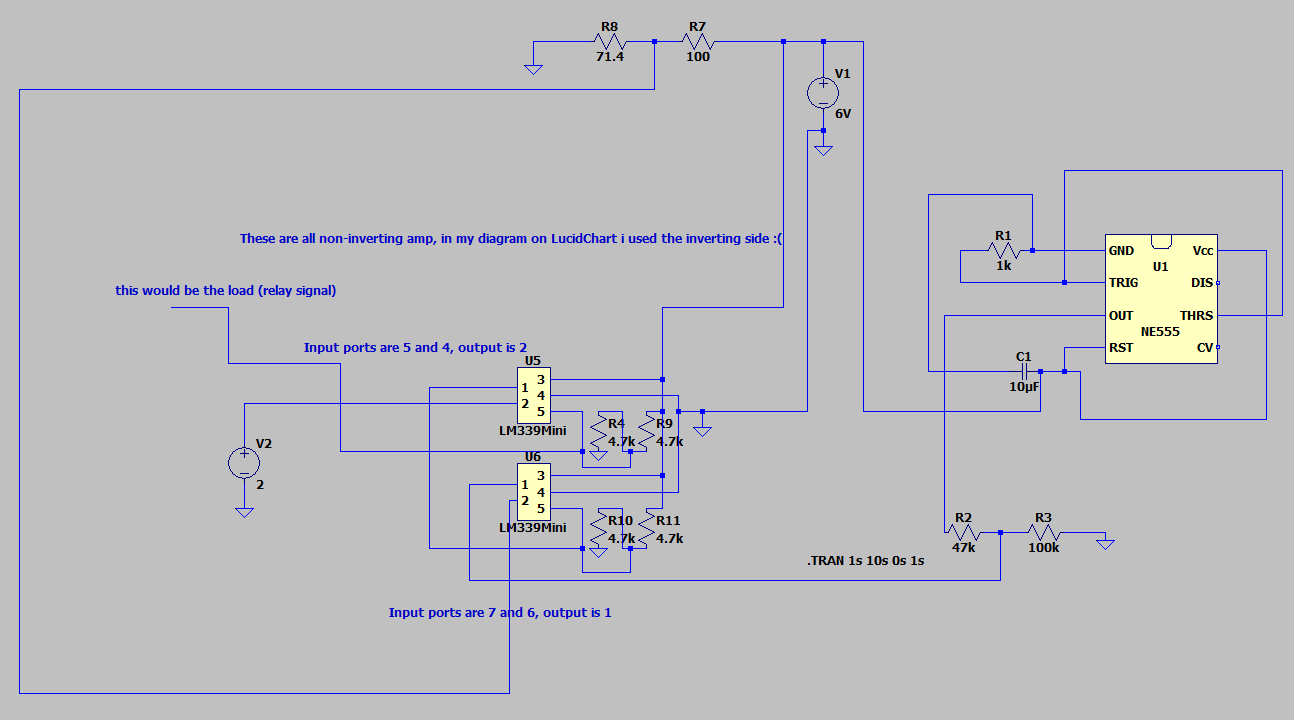 R8
71.4
R7
100
V1
6V
These are all non-inverting amp, in my diagram on LucidChart i used the inverting side :(
this would be the load (relay signal)
Input ports are 5 and 4, output is 2
U5
1
2
3
4
5
LM339Mini
R4
4.7k
R9
4.7k
V2
2
U6
1
2
3
4
5
LM339Mini
R10
4.7k
R11
4.7k
Input ports are 7 and 6, output is 1
R1
1k
C1
10µF
GND
TRIG
OUT
RST
U1
NE555
Vcc
DIS
THRS
CV
R2
47k
R3
100k
.TRAN 1s 10s 0s 1s